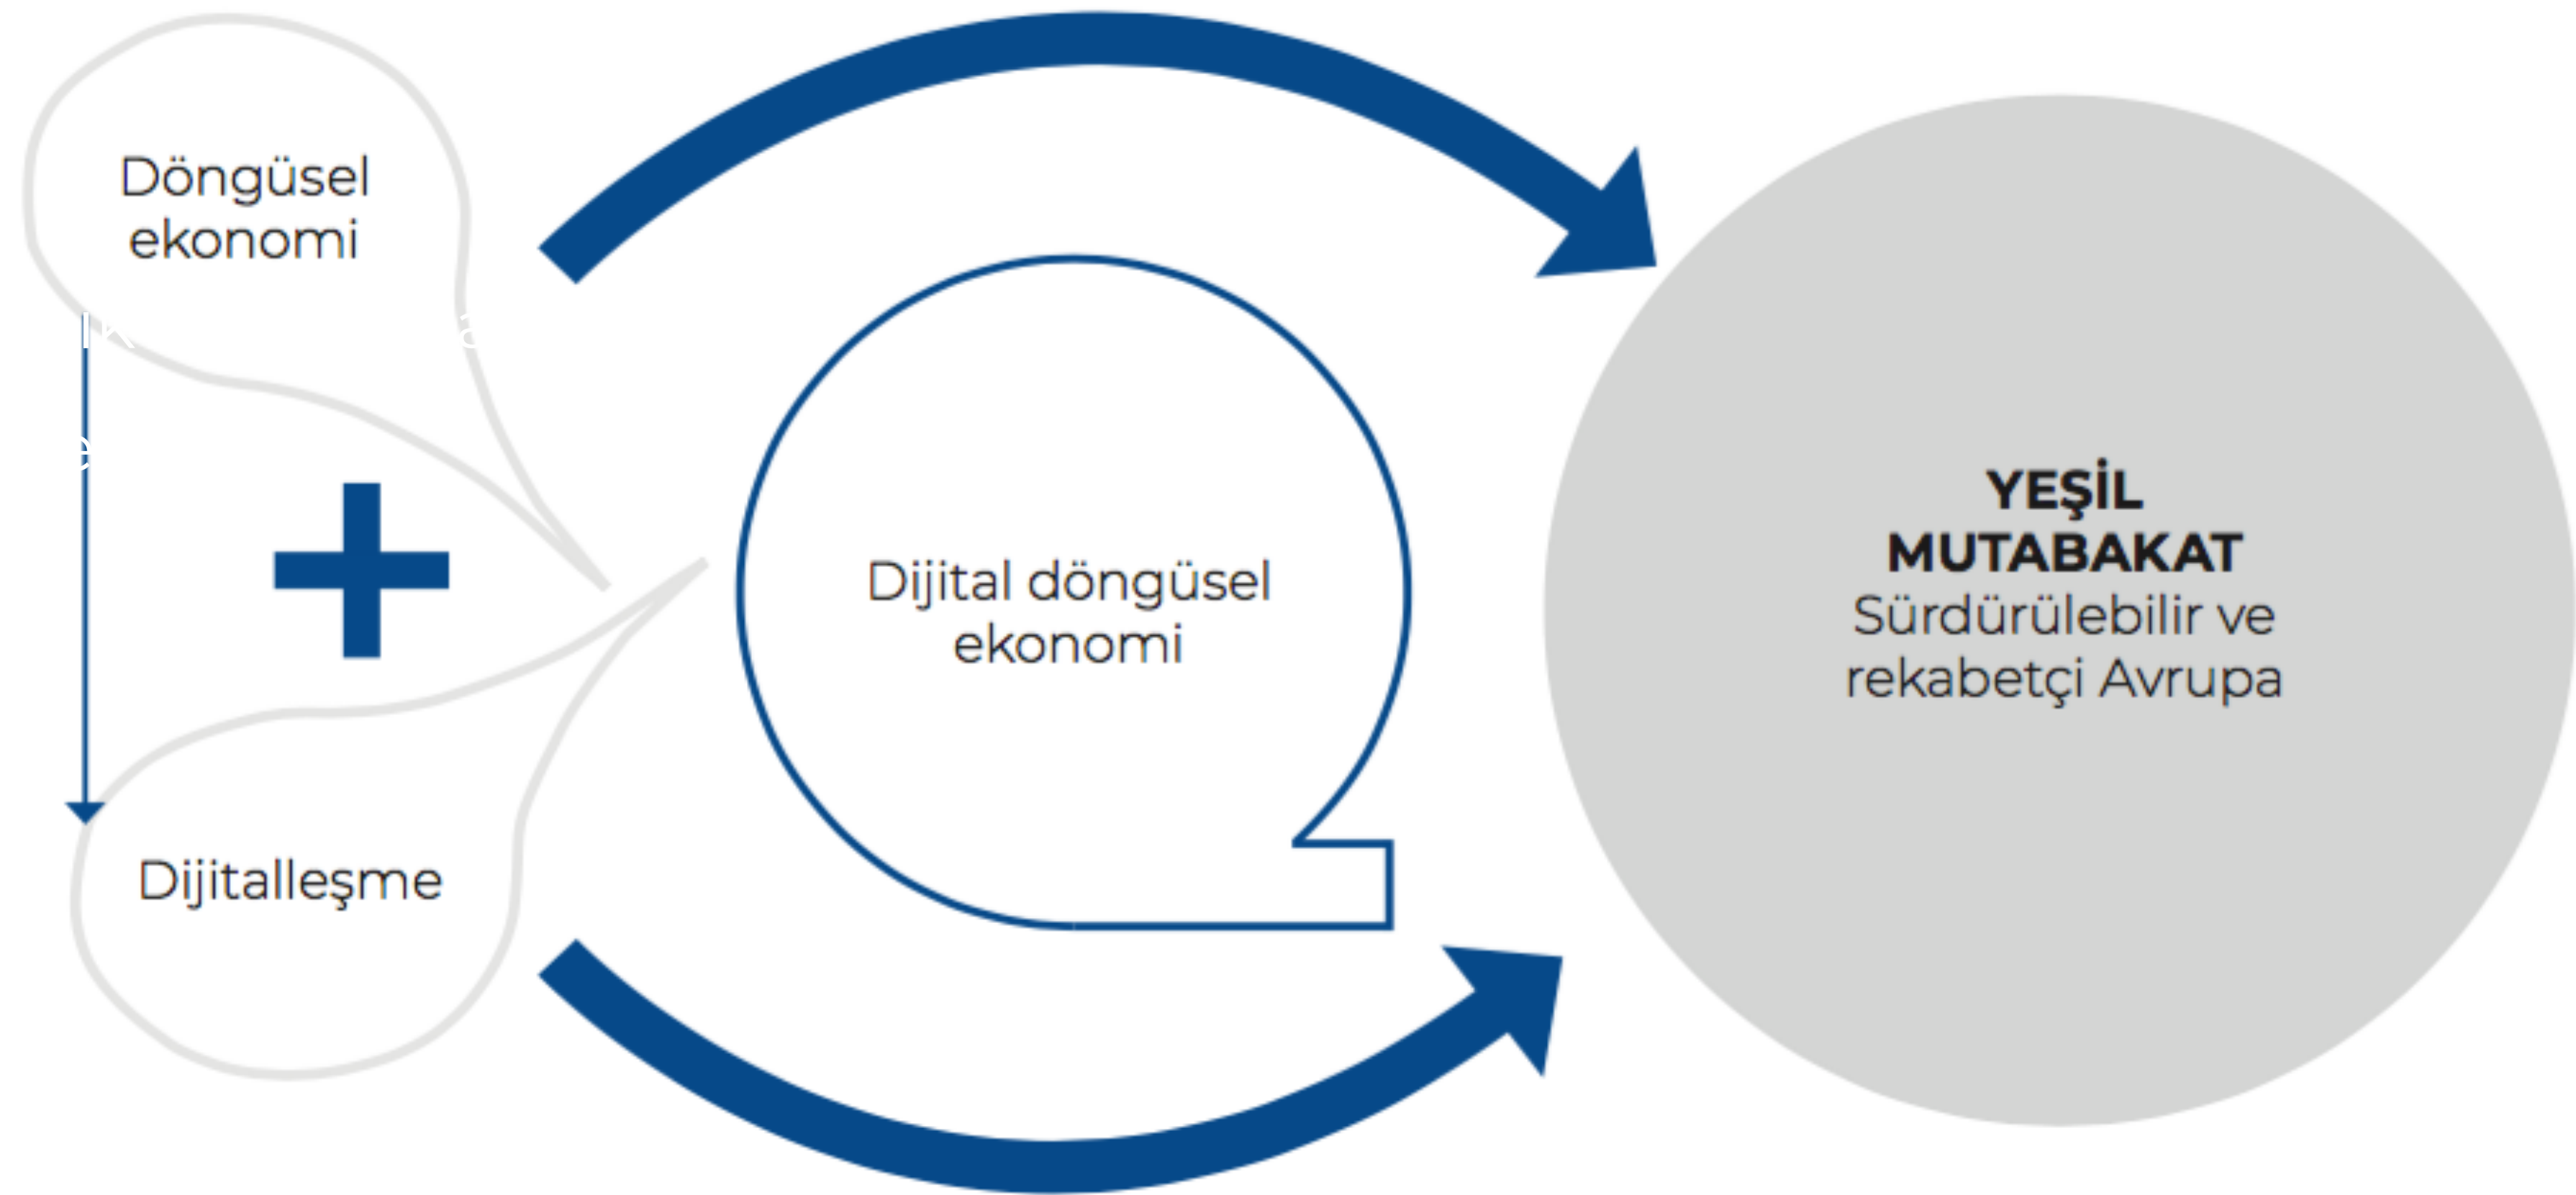 Döngüsel
ekonomi
Dijitalleşme
Dijital döngüsel
ekonomi
YEŞİL
MUTABAKAT
Sürdürülebilir ve
rekabetçi Avrupa